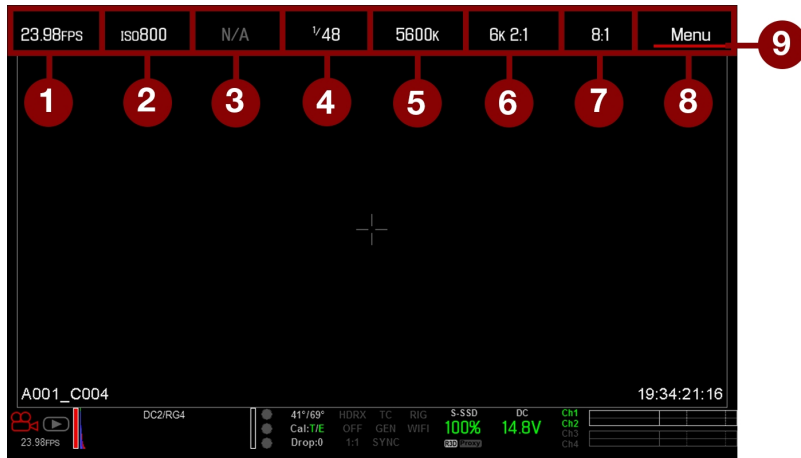 23.98FPS ISO800 N/A 1/48 5600K 6K 2:1 8:1 Menu
9
1 2 3 4 5 6 7 8
A001_C004 19:34:21:16
DC2/RG4 41°/69° HDRX TC RIG S-SSD DC Ch1
Cal:T/E OFF GEN WIFI 100% 14.8V Ch2
23.98FPS Drop:0 1:1 SYNC R3D Proxy Ch3
Ch4